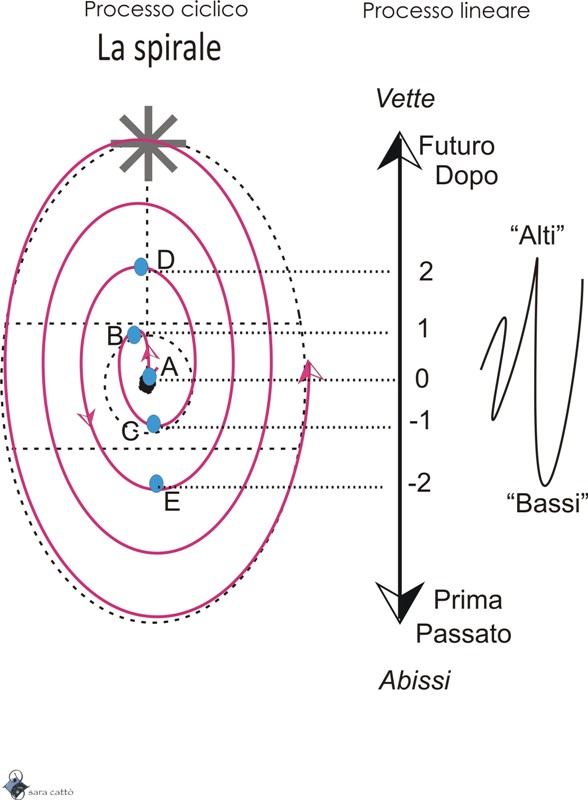 Processo ciclico
Processo lineare
La spirale
Vette
Futuro
Dopo
"Alti"
D
2
B
1
A
0
C
-1
-2
E
"Bassi"
Prima
Passato
Abissi
sara cattò